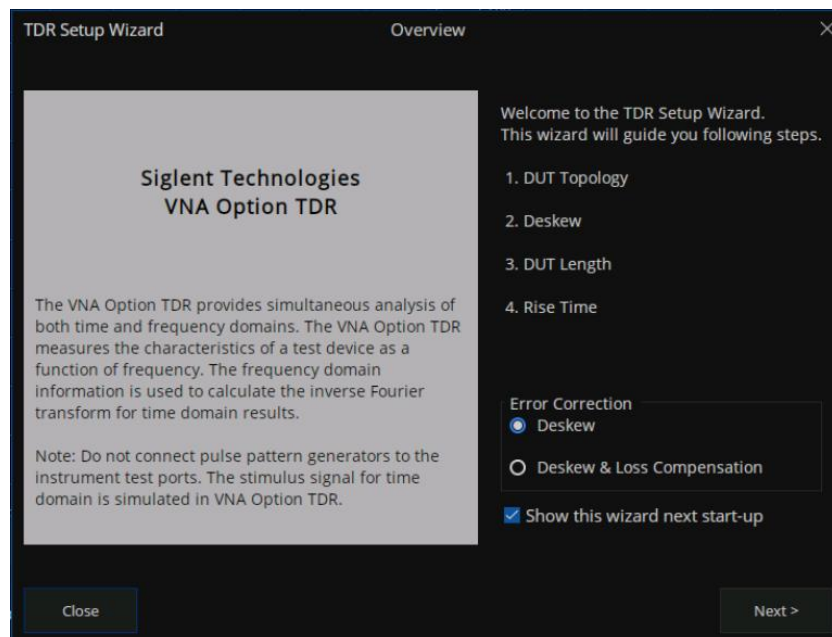 TDR Setup Wizard
Overview
Siglent Technologies
VNA Option TDR
The VNA Option TDR provides simultaneous analysis of
both time and frequency domains. The VNA Option TDR
measures the characteristics of a test device as a
function of frequency. The frequency domain
information is used to calculate the inverse Fourier
transform for time domain results.
Note: Do not connect pulse pattern generators to the
instrument test ports. The stimulus signal for time
domain is simulated in VNA Option TDR.
Welcome to the TDR Setup Wizard.
This wizard will guide you following steps.
1. DUT Topology
2. Deskew
3. DUT Length
4. Rise Time
Error Correction
Deskew
Deskew & Loss Compensation
Show this wizard next start-up
Close
Next >